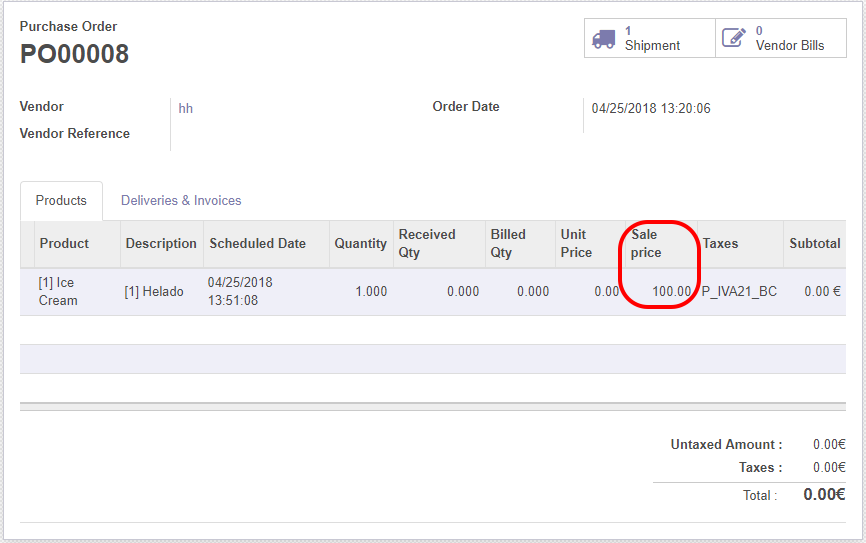 Purchase Order
PO00008
1
Shipment
0
Vendor Bills
Vendor hh
Order Date 04/25/2018 13:20:06
Vendor Reference
Products Deliveries & Invoices
Product Description Scheduled Date Quantity Received Qty Billed Qty Unit Price Sale price Taxes Subtotal
[1] Ice Cream [1] Helado 04/25/2018 13:51:08 1.000 0.000 0.000 0.00 100.00 P_IVA21_BC 0.00 €
Untaxed Amount : 0.00€
Taxes : 0.00€
Total : 0.00€